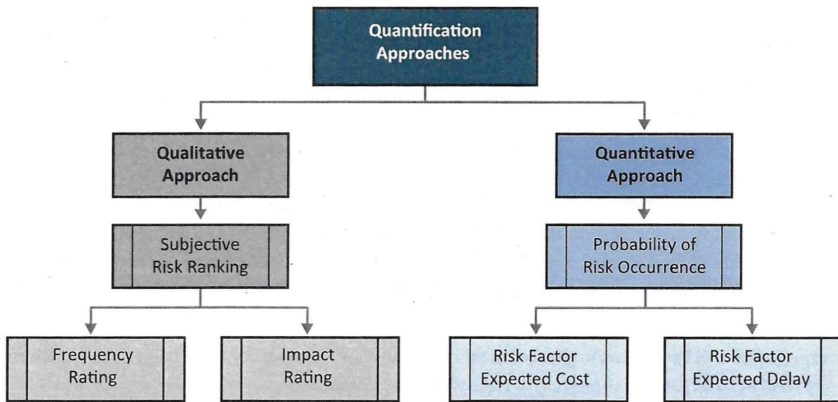 Quantification
Approaches
Qualitative
Approach
Quantitative
Approach
Subjective
Risk Ranking
Probability of
Risk Occurrence
Frequency
Rating
Impact
Rating
Risk Factor
Expected Cost
Risk Factor
Expected Delay